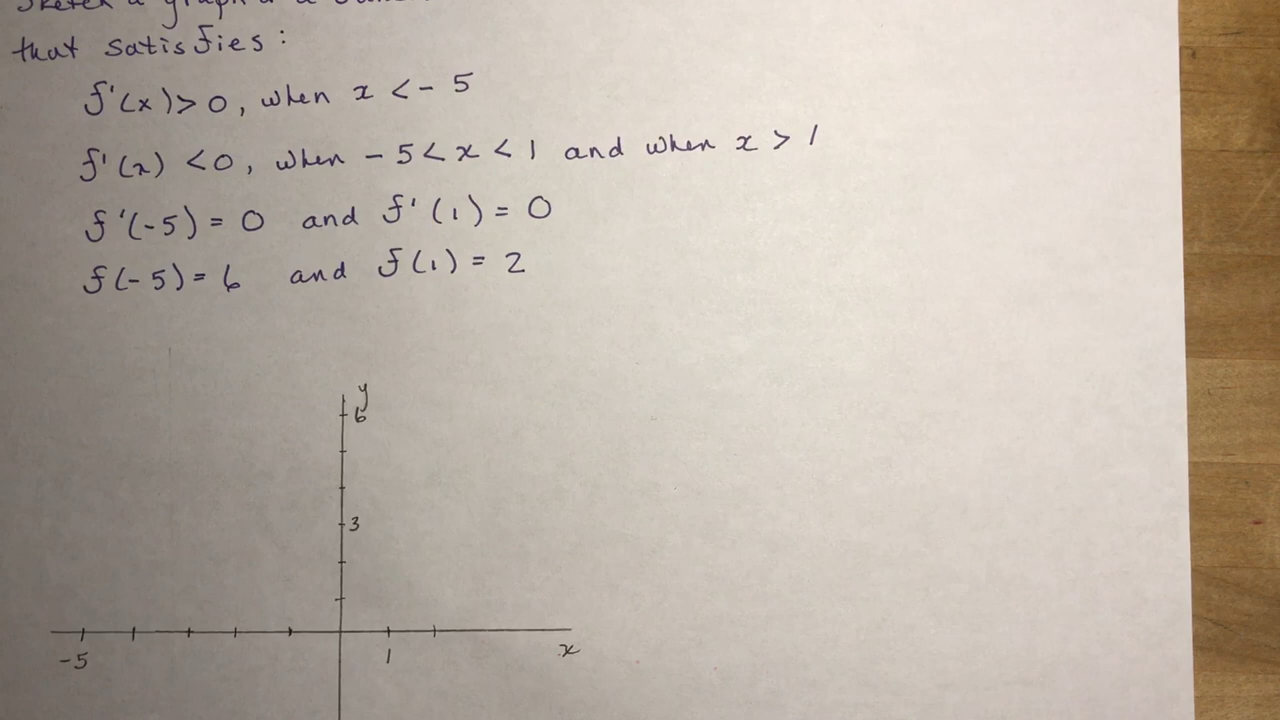 that satisfies:
f'(x) > 0, when x < - 5
f'(x) < 0, when - 5 < x < 1 and when x > 1
f'(-5) = 0 and f'(1) = 0
f(-5) = 6 and f(1) = 2
y
6
3
-5 1 x